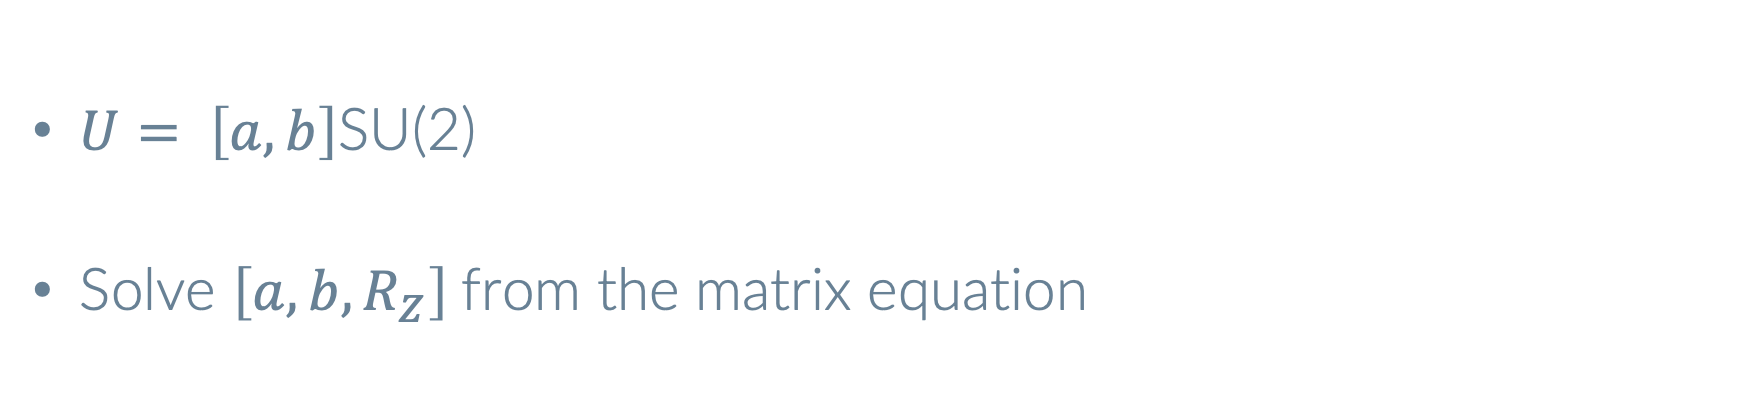 • U = [a, b]SU(2)
• Solve [a, b, R_Z] from the matrix equation